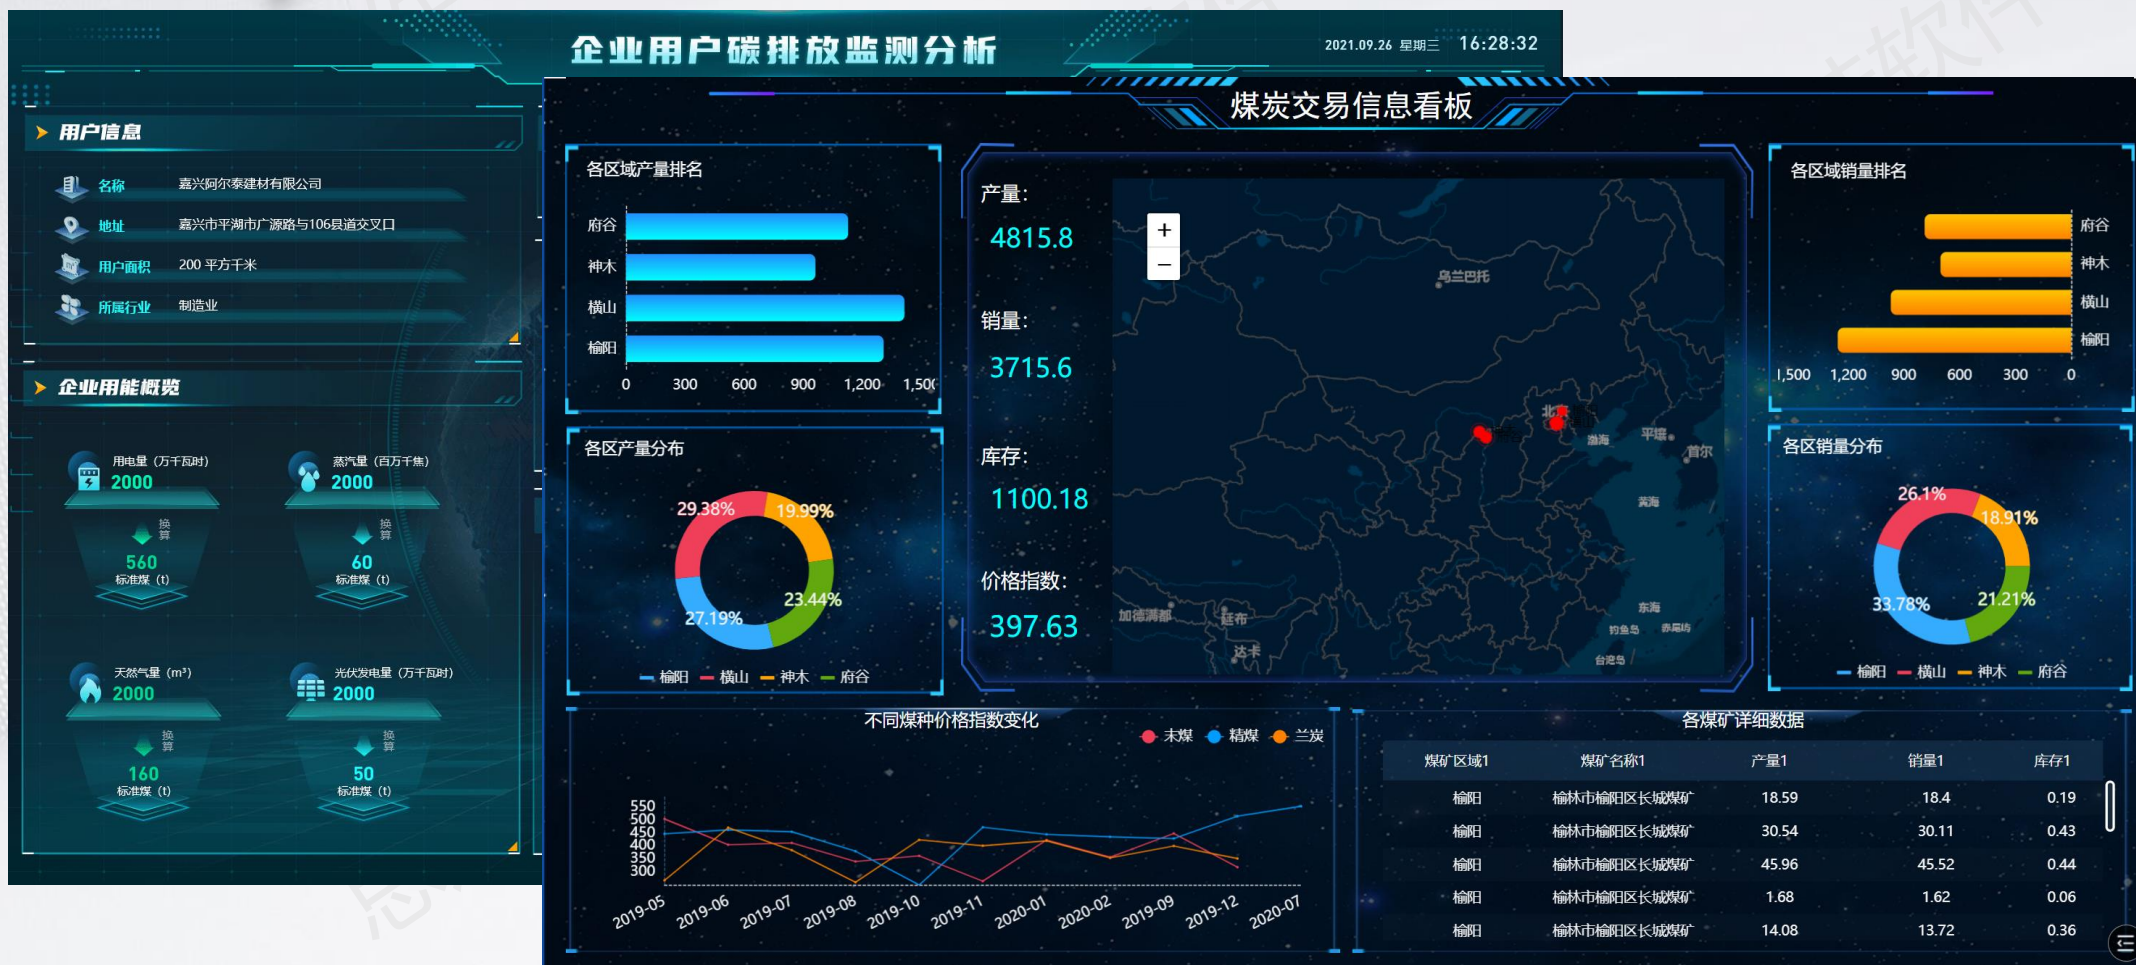 企业用户碳排放监测分析
2021.09.26 星期三 16:28:32
用户信息
名称 嘉兴阿尔泰建材有限公司
地址 嘉兴市平湖市广源路与106县道交叉口
用户面积 200 平方千米
所属行业 制造业
企业用能概览
用电量（万千瓦时）
2000
换算
560
标准煤（t）
蒸汽量（百万千焦）
2000
换算
60
标准煤（t）
天然气量（m³）
2000
换算
160
标准煤（t）
光伏发电量（万千瓦时）
2000
换算
50
标准煤（t）
煤炭交易信息看板
各区域产量排名
府谷
神木
横山
榆阳
0 300 600 900 1,200 1,500
各区产量分布
29.38% 19.99%
27.19% 23.44%
榆阳 横山 神木 府谷
产量：
4815.8
销量：
3715.6
库存：
1100.18
价格指数：
397.63
+
−
乌兰巴托
北京
渤海 平壤
首尔
黄海
加德满都 廷布
达卡
东海
钓鱼岛 赤尾屿
台湾岛
各区域销量排名
府谷
神木
横山
榆阳
1,500 1,200 900 600 300 0
各区销量分布
26.1% 18.91%
33.78% 21.21%
榆阳 横山 神木 府谷
不同煤种价格指数变化
末煤 精煤 兰炭
550
500
450
400
350
300
2019-05 2019-06 2019-07 2019-08 2019-10 2019-11 2020-01 2020-02 2019-09 2019-12 2020-07
各煤矿详细数据
煤矿区域1 煤矿名称1 产量1 销量1 库存1
榆阳 榆林市榆阳区长城煤矿 18.59 18.4 0.19
榆阳 榆林市榆阳区长城煤矿 30.54 30.11 0.43
榆阳 榆林市榆阳区长城煤矿 45.96 45.52 0.44
榆阳 榆林市榆阳区长城煤矿 1.68 1.62 0.06
榆阳 榆林市榆阳区长城煤矿 14.08 13.72 0.36